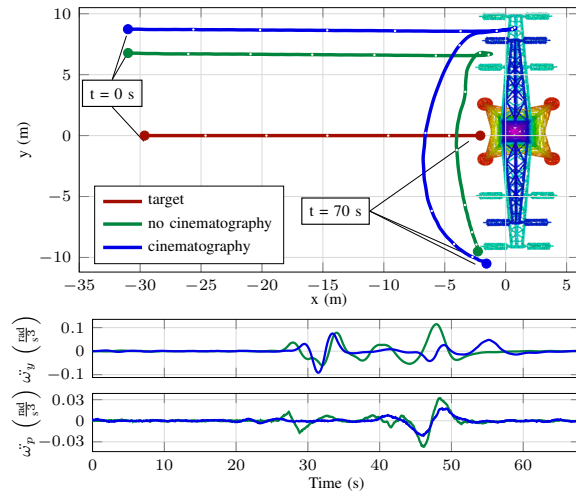 10
5
0
−5
−10
y (m)
t = 0 s
t = 70 s
target
no cinematography
cinematography
−35 −30 −25 −20 −15 −10 −5 0 5
x (m)
0.1
0
−0.1
ω̈y (rad/s3)
0.03
0
−0.03
ω̈p (rad/s3)
0 10 20 30 40 50 60
Time (s)